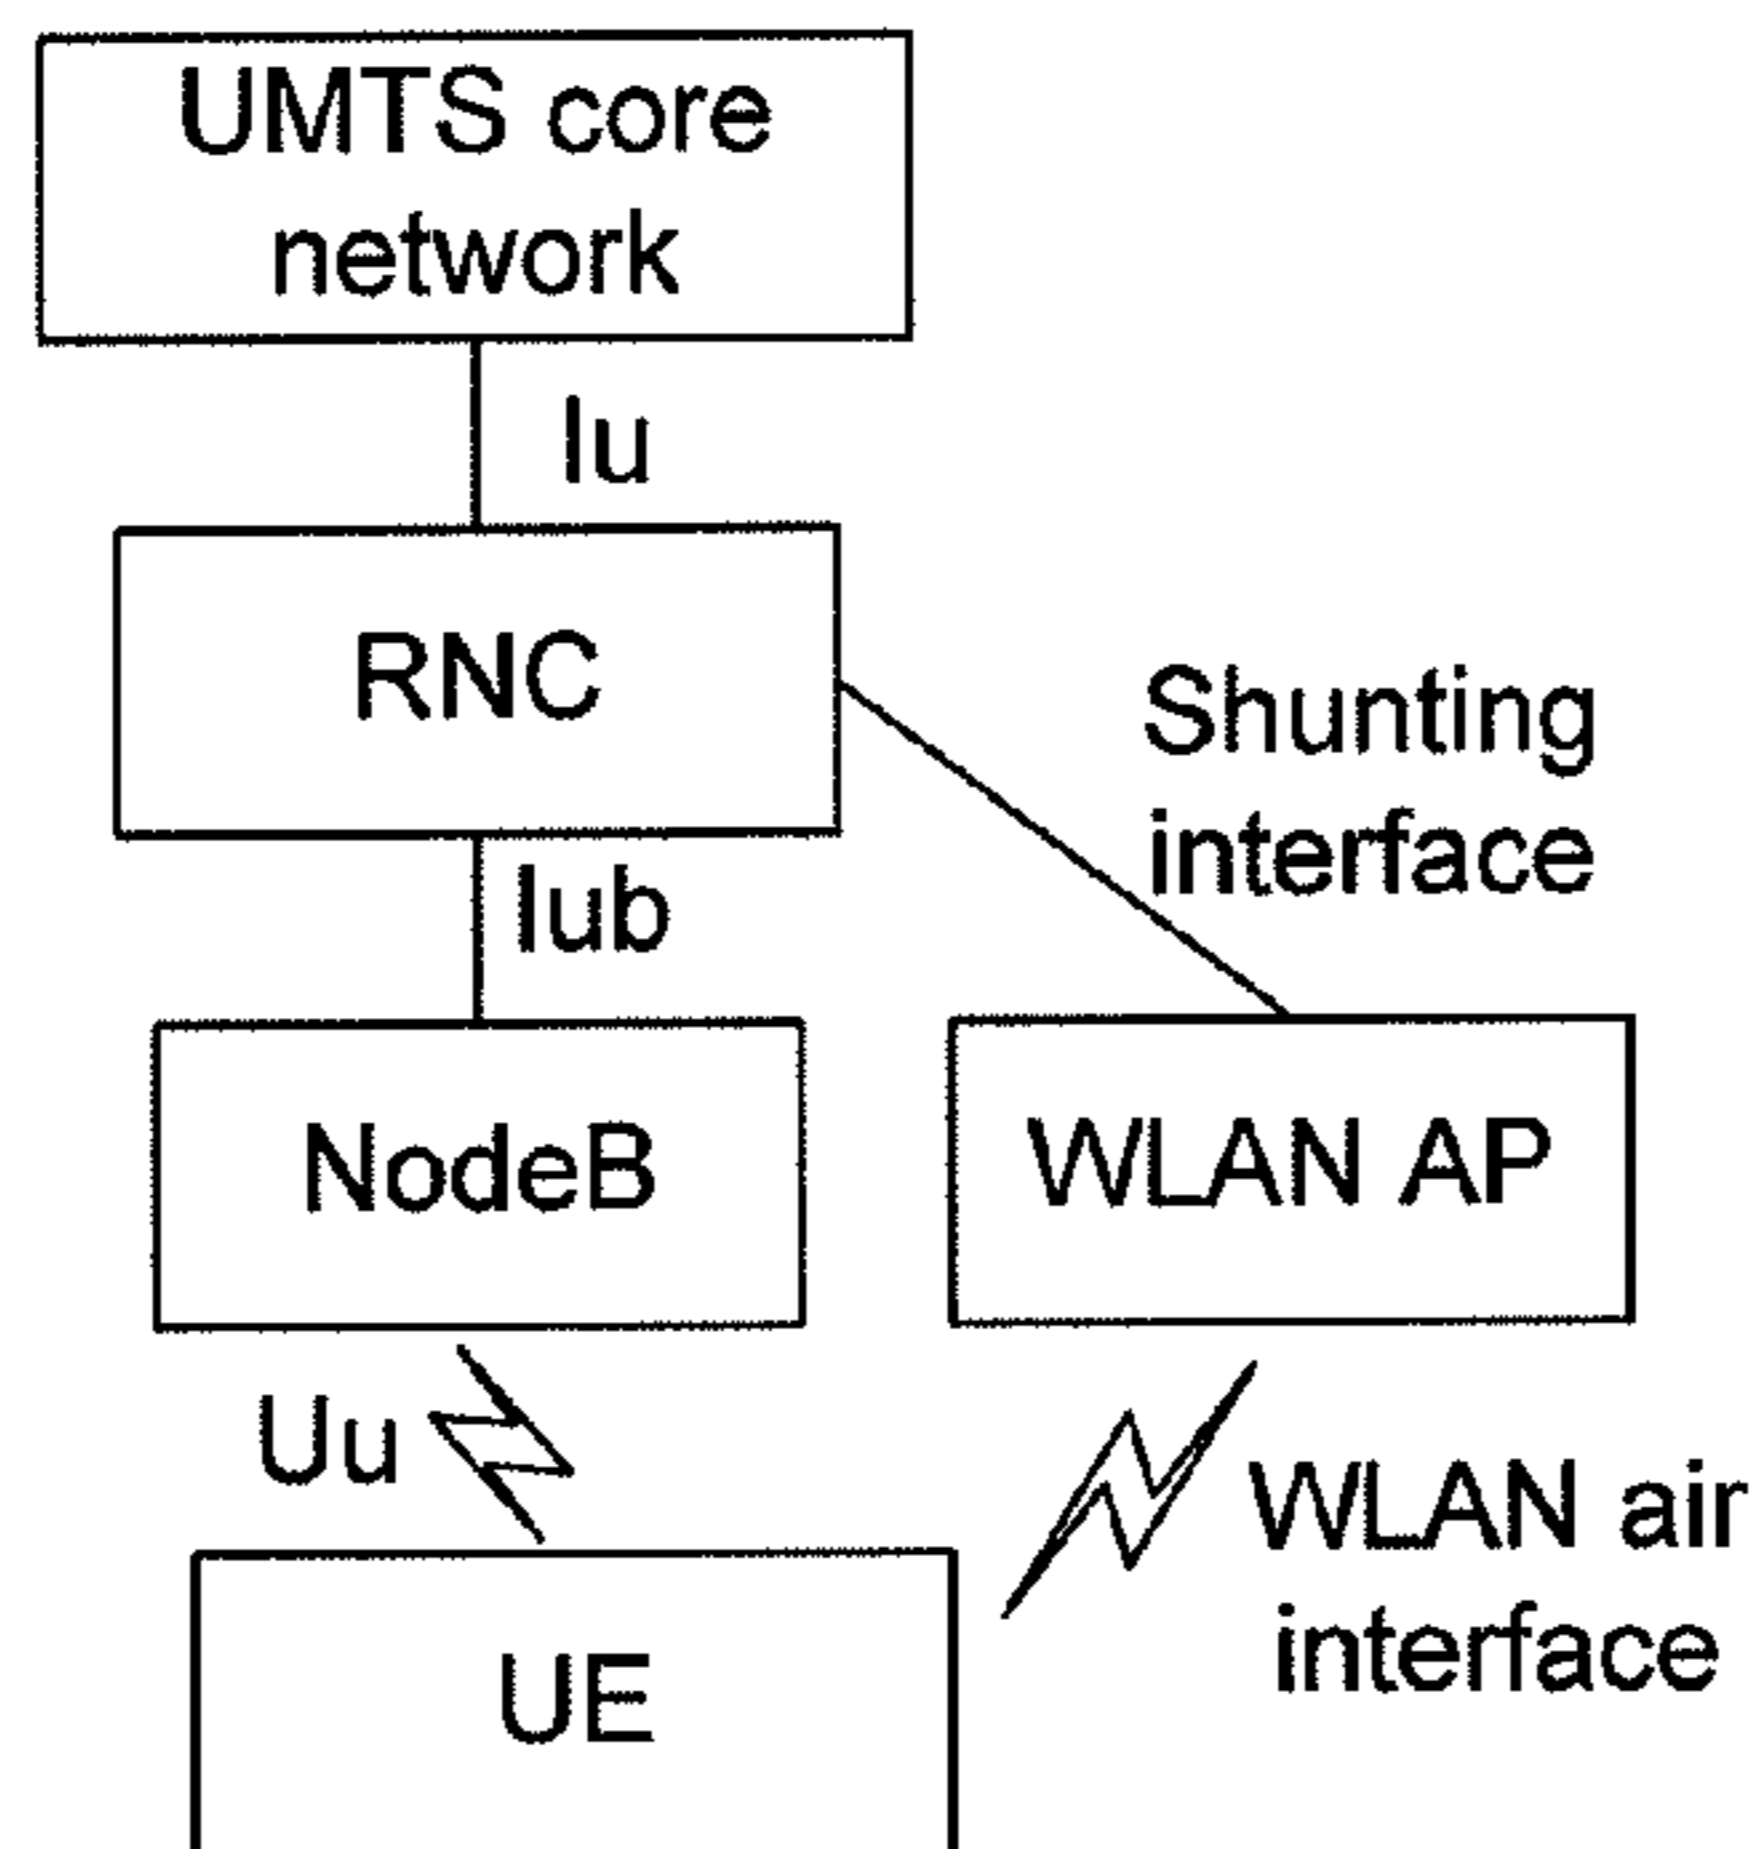 UMTS core
network
Iu
RNC
Shunting
interface
Iub
NodeB
WLAN AP
Uu
WLAN air
interface
UE